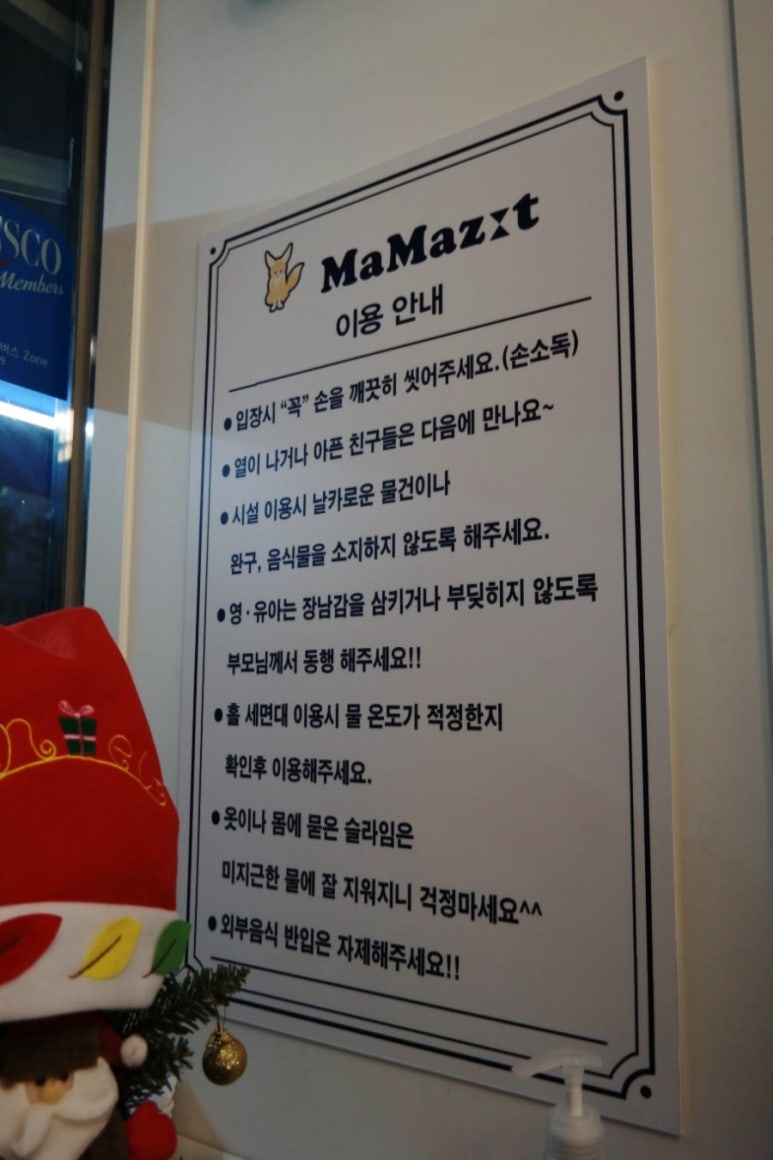 MaMaz:t
이용 안내
● 입장시 “꼭” 손을 깨끗히 씻어주세요.(손소독)
● 열이 나거나 아픈 친구들은 다음에 만나요~
● 시설 이용시 날카로운 물건이나
완구, 음식물을 소지하지 않도록 해주세요.
● 영·유아는 장남감을 삼키거나 부딪히지 않도록
부모님께서 동행 해주세요!!
● 홀 세면대 이용시 물 온도가 적정한지
확인후 이용해주세요.
● 옷이나 몸에 묻은 슬라임은
미지근한 물에 잘 지워지니 걱정마세요^^
● 외부음식 반입은 자제해주세요!!
Members
Zone